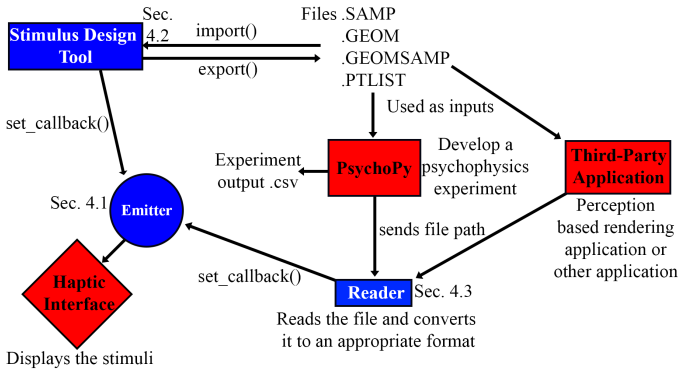 Stimulus Design
Tool
Sec.
4.2
import()
export()
Files .SAMP
.GEOM
.GEOMSAMP
.PTLIST
Used as inputs
set_callback()
Experiment
output .csv
PsychoPy
Develop a
psychophysics
experiment
Third-Party
Application
Perception
based rendering
application or
other application
Sec. 4.1
Emitter
sends file path
Haptic
Interface
set_callback()
Reader
Sec. 4.3
Reads the file and converts
it to an appropriate format
Displays the stimuli